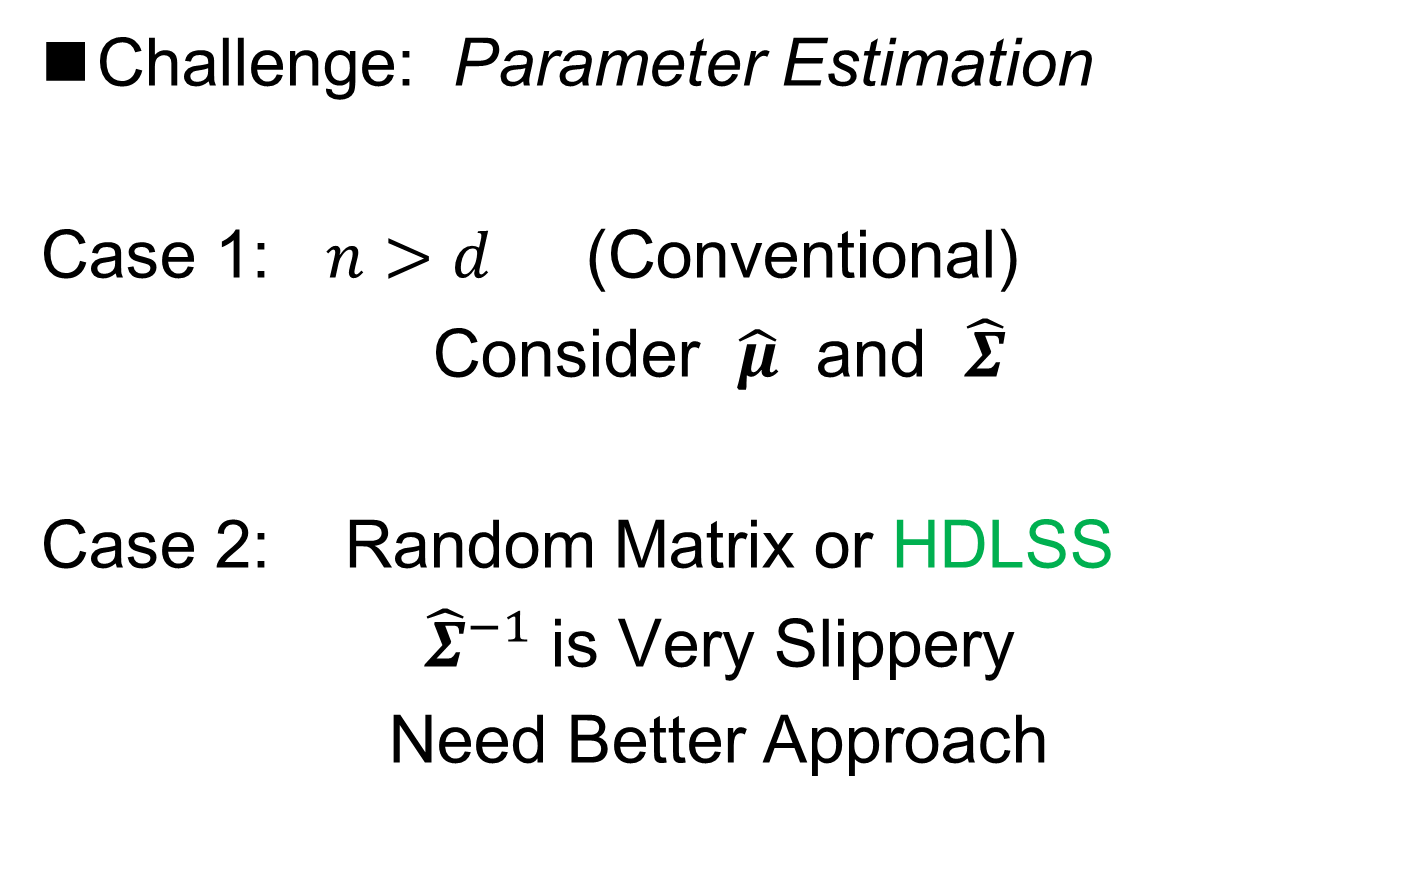 ■ Challenge: Parameter Estimation
Case 1: n > d (Conventional)
Consider μ̂ and Σ̂
Case 2: Random Matrix or HDLSS
Σ̂⁻¹ is Very Slippery
Need Better Approach